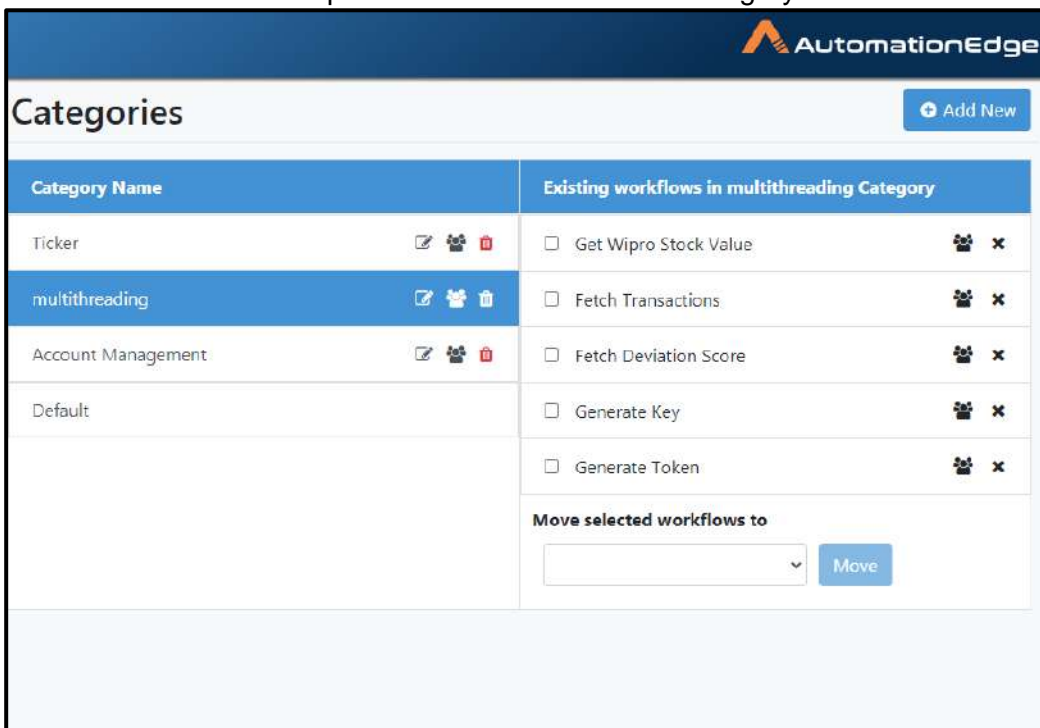 AutomationEdge
Categories
Add New
Category Name
Existing workflows in multithreading Category
Ticker
Get Wipro Stock Value
multithreading
Fetch Transactions
Account Management
Fetch Deviation Score
Default
Generate Key
Generate Token
Move selected workflows to
Move